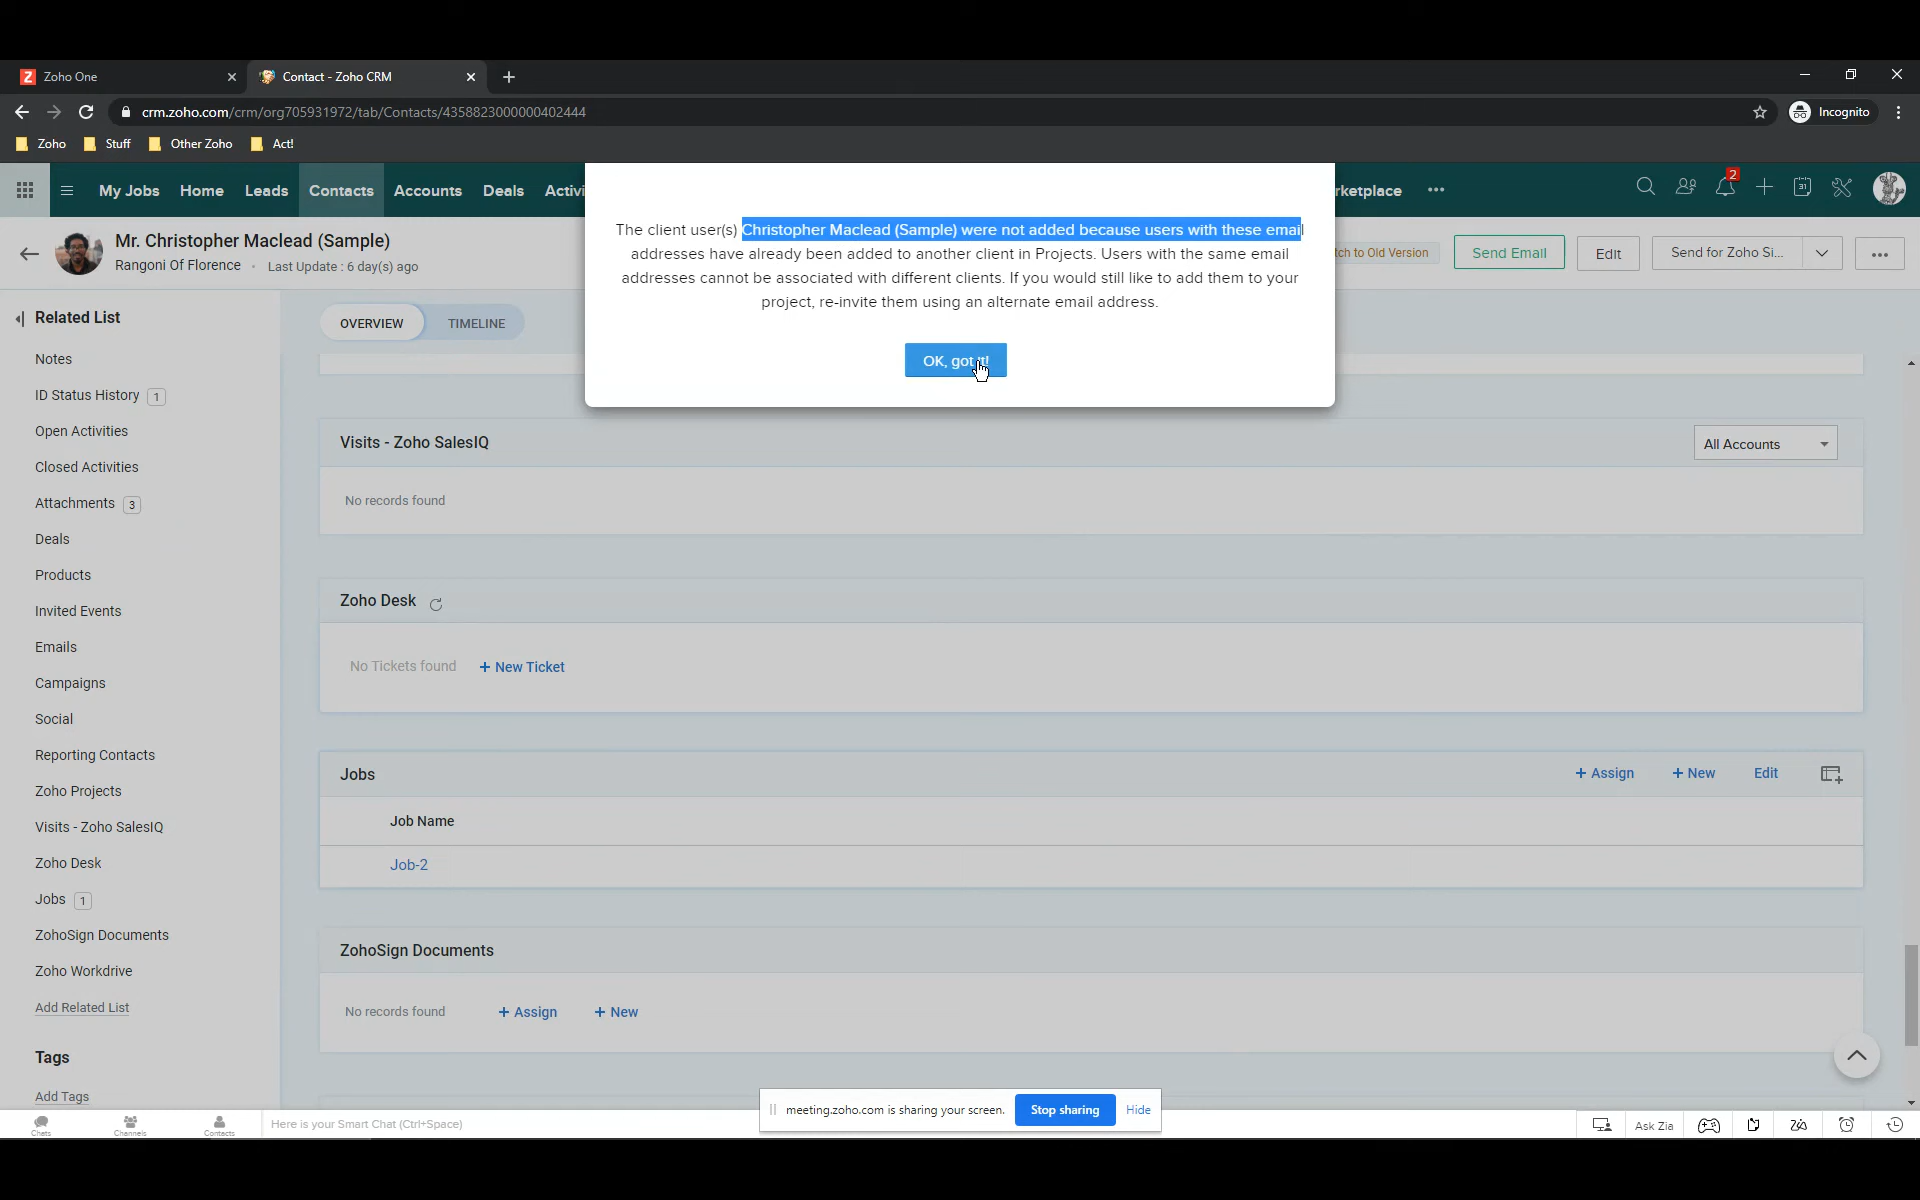 Zoho One
Contact - Zoho CRM
crm.zoho.com/crm/org705931972/tab/Contacts/4358823000000402444
Incognito
Zoho
Stuff
Other Zoho
Act!
My Jobs
Home
Leads
Contacts
Accounts
Deals
Activi
rketplace
2
31
Mr. Christopher Maclead (Sample)
Rangoni Of Florence
Last Update : 6 day(s) ago
tch to Old Version
Send Email
Edit
Send for Zoho Si...
The client user(s) Christopher Maclead (Sample) were not added because users with these email
addresses have already been added to another client in Projects. Users with the same email
addresses cannot be associated with different clients. If you would still like to add them to your
project, re-invite them using an alternate email address.
OK, got it!
Related List
OVERVIEW
TIMELINE
Notes
ID Status History 1
Open Activities
Closed Activities
Attachments 3
Deals
Products
Invited Events
Emails
Campaigns
Social
Reporting Contacts
Zoho Projects
Visits - Zoho SalesIQ
Zoho Desk
Jobs 1
ZohoSign Documents
Zoho Workdrive
Add Related List
Tags
Add Tags
Visits - Zoho SalesIQ
All Accounts
No records found
Zoho Desk
No Tickets found
+ New Ticket
Jobs
+ Assign
+ New
Edit
Job Name
Job-2
ZohoSign Documents
No records found
+ Assign
+ New
meeting.zoho.com is sharing your screen.
Stop sharing
Hide
Chats
Channels
Contacts
Here is your Smart Chat (Ctrl+Space)
Ask Zia